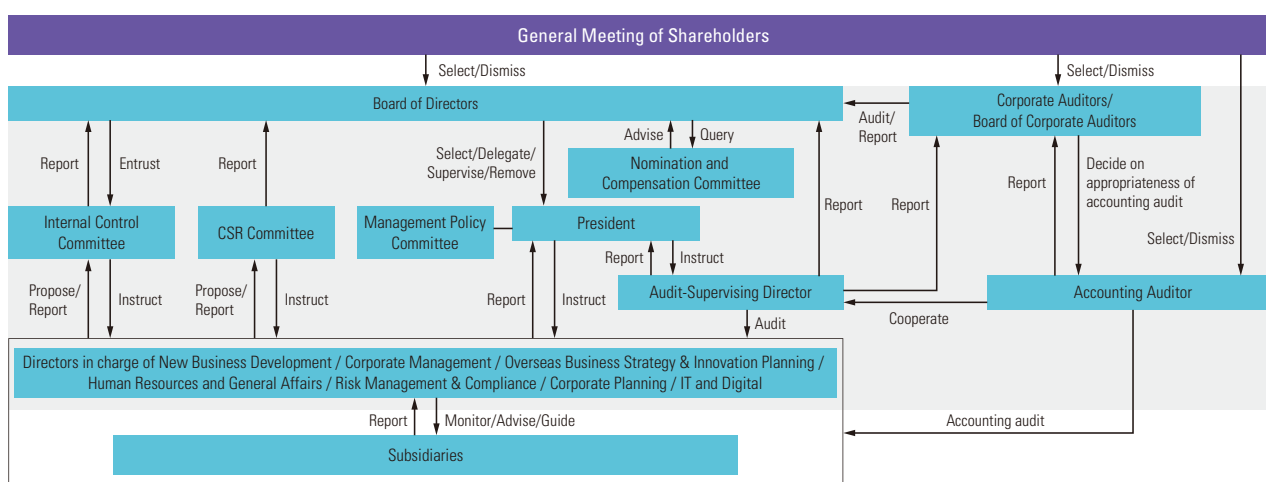 General Meeting of Shareholders
Select/Dismiss
Select/Dismiss
Board of Directors
Corporate Auditors/
Board of Corporate Auditors
Audit/
Report
Advise
Query
Report
Entrust
Report
Select/Delegate/
Supervise/Remove
Nomination and
Compensation Committee
Decide on
appropriateness of
accounting audit
Report
Report
Report
Internal Control
Committee
CSR Committee
Management Policy
Committee
President
Select/Dismiss
Report
Instruct
Propose/
Report
Instruct
Propose/
Report
Instruct
Report
Instruct
Audit-Supervising Director
Accounting Auditor
Cooperate
Audit
Directors in charge of New Business Development / Corporate Management / Overseas Business Strategy & Innovation Planning /
Human Resources and General Affairs / Risk Management & Compliance / Corporate Planning / IT and Digital
Report
Monitor/Advise/Guide
Accounting audit
Subsidiaries